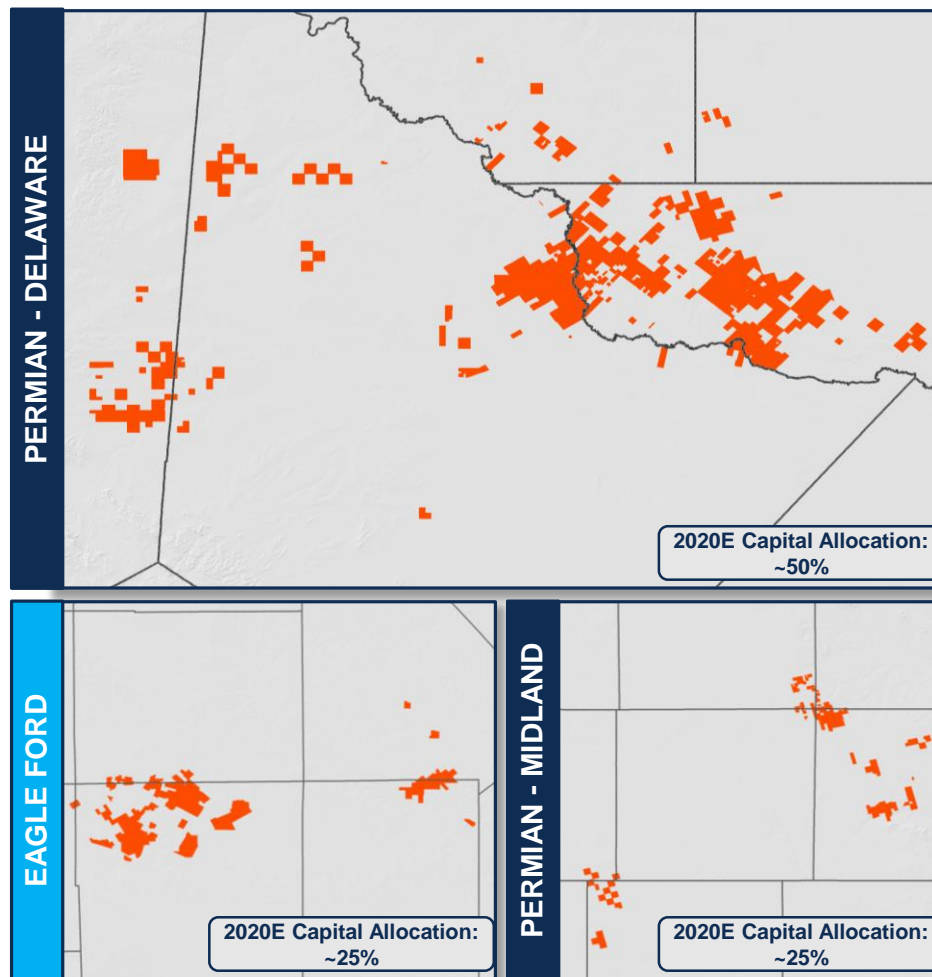 PERMIAN - DELAWARE
2020E Capital Allocation:
~50%
EAGLE FORD
2020E Capital Allocation:
~25%
PERMIAN - MIDLAND
2020E Capital Allocation:
~25%